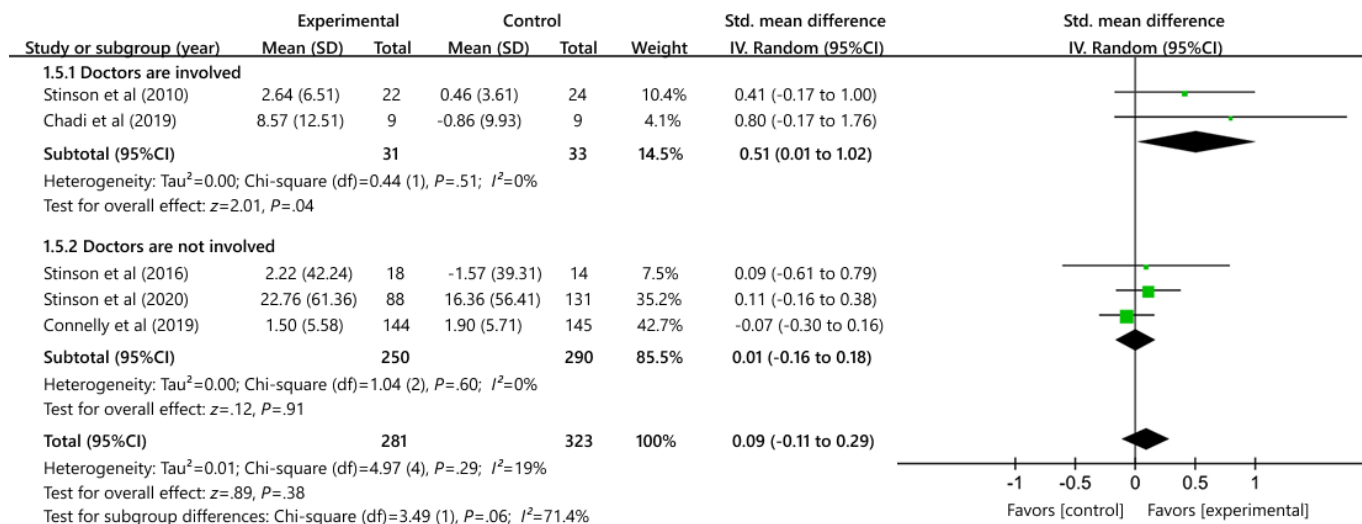 Experimental Control Std. mean difference Std. mean difference
Study or subgroup (year) Mean (SD) Total Mean (SD) Total Weight IV. Random (95%CI) IV. Random (95%CI)
1.5.1 Doctors are involved
Stinson et al (2010) 2.64 (6.51) 22 0.46 (3.61) 24 10.4% 0.41 (-0.17 to 1.00)
Chadi et al (2019) 8.57 (12.51) 9 -0.86 (9.93) 9 4.1% 0.80 (-0.17 to 1.76)
Subtotal (95%CI) 31 33 14.5% 0.51 (0.01 to 1.02)
Heterogeneity: Tau²=0.00; Chi-square (df)=0.44 (1), P=.51; I²=0%
Test for overall effect: z=2.01, P=.04
1.5.2 Doctors are not involved
Stinson et al (2016) 2.22 (42.24) 18 -1.57 (39.31) 14 7.5% 0.09 (-0.61 to 0.79)
Stinson et al (2020) 22.76 (61.36) 88 16.36 (56.41) 131 35.2% 0.11 (-0.16 to 0.38)
Connelly et al (2019) 1.50 (5.58) 144 1.90 (5.71) 145 42.7% -0.07 (-0.30 to 0.16)
Subtotal (95%CI) 250 290 85.5% 0.01 (-0.16 to 0.18)
Heterogeneity: Tau²=0.00; Chi-square (df)=1.04 (2), P=.60; I²=0%
Test for overall effect: z=.12, P=.91
Total (95%CI) 281 323 100% 0.09 (-0.11 to 0.29)
Heterogeneity: Tau²=0.01; Chi-square (df)=4.97 (4), P=.29; I²=19%
Test for overall effect: z=.89, P=.38
Test for subgroup differences: Chi-square (df)=3.49 (1), P=.06; I²=71.4%
-1 -0.5 0 0.5 1
Favors [control] Favors [experimental]